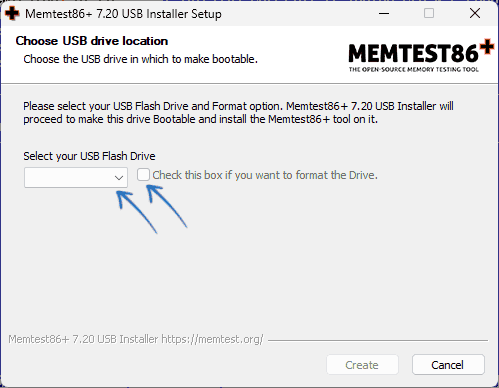 Memtest86+ 7.20 USB Installer Setup
Choose USB drive location
Choose the USB drive in which to make bootable.
MEMTEST86+
THE OPEN-SOURCE MEMORY TESTING TOOL
Please select your USB Flash Drive and Format option. Memtest86+ 7.20 USB Installer will
proceed to make this drive Bootable and install the Memtest86+ tool on it.
Select your USB Flash Drive
Check this box if you want to format the Drive.
Memtest86+ 7.20 USB Installer https://memtest.org/
Create
Cancel